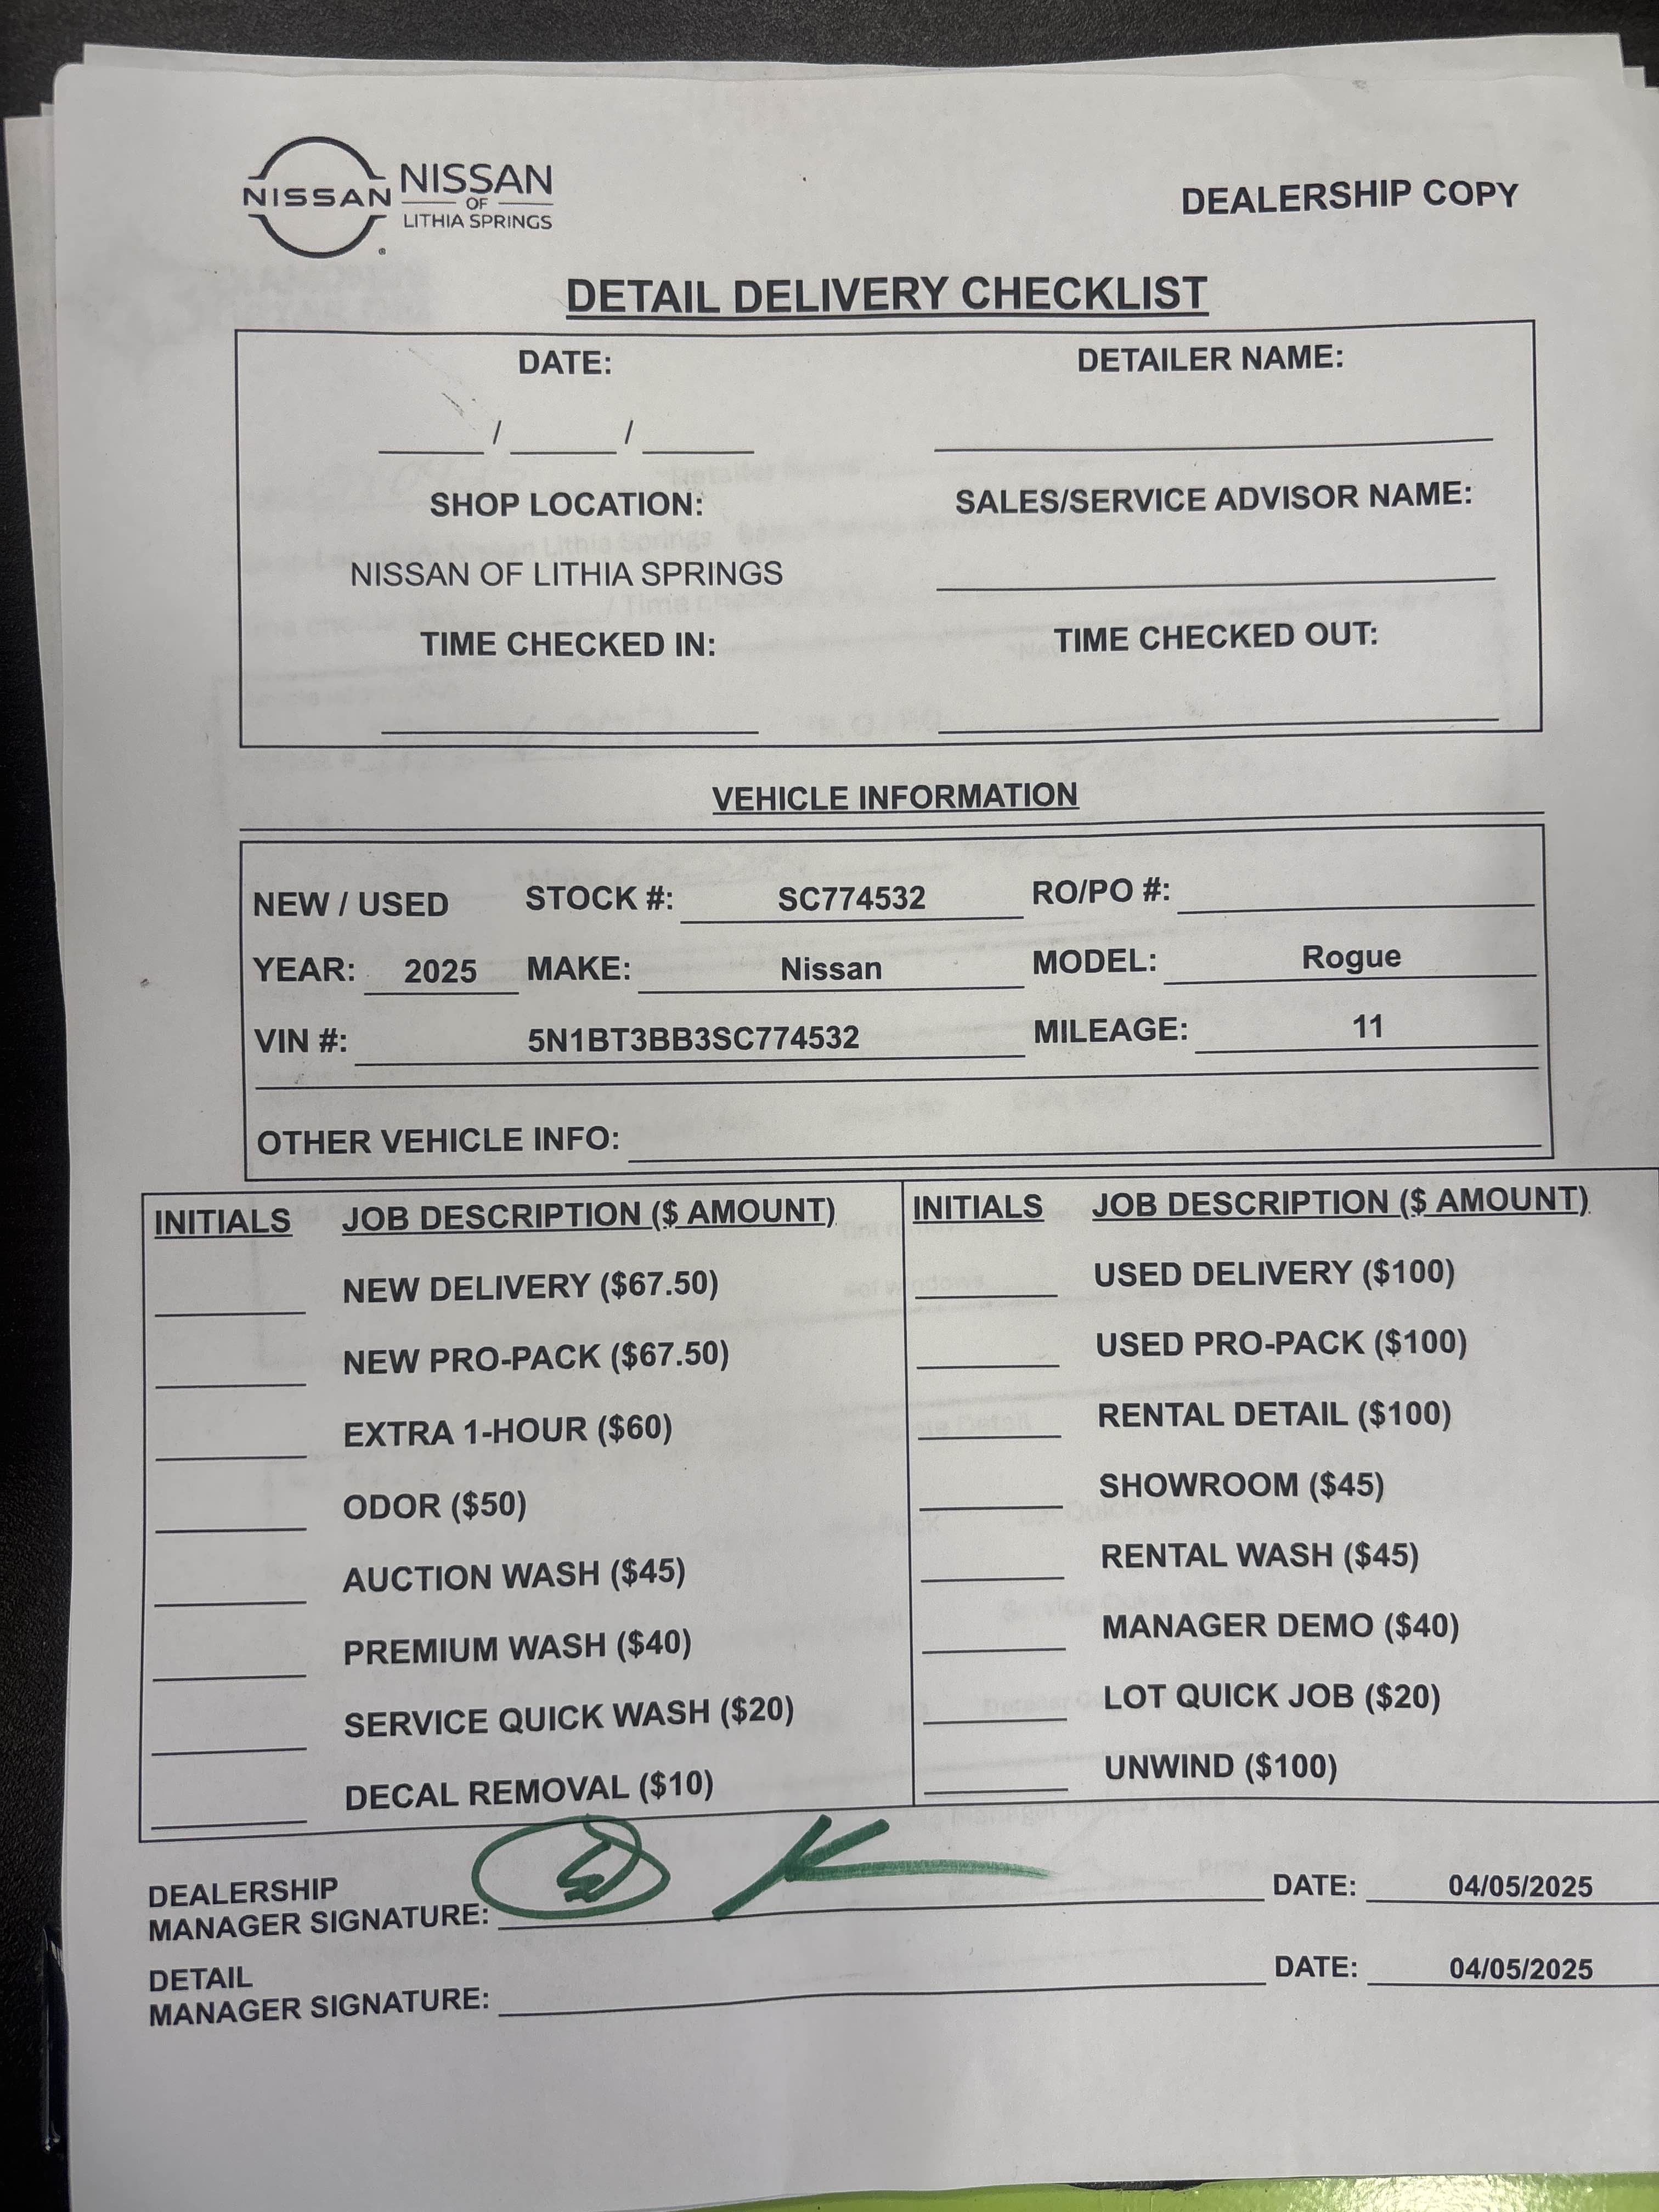 NISSAN NISSAN
OF
LITHIA SPRINGS
DEALERSHIP COPY
DETAIL DELIVERY CHECKLIST
DATE: DETAILER NAME:
/ /
SHOP LOCATION: SALES/SERVICE ADVISOR NAME:
NISSAN OF LITHIA SPRINGS
TIME CHECKED IN: TIME CHECKED OUT:
VEHICLE INFORMATION
NEW / USED STOCK #: SC774532 RO/PO #:
YEAR: 2025 MAKE: Nissan MODEL: Rogue
VIN #: 5N1BT3BB3SC774532 MILEAGE: 11
OTHER VEHICLE INFO:
INITIALS JOB DESCRIPTION ($ AMOUNT) INITIALS JOB DESCRIPTION ($ AMOUNT)
NEW DELIVERY ($67.50) USED DELIVERY ($100)
NEW PRO-PACK ($67.50) USED PRO-PACK ($100)
EXTRA 1-HOUR ($60) RENTAL DETAIL ($100)
ODOR ($50) SHOWROOM ($45)
AUCTION WASH ($45) RENTAL WASH ($45)
PREMIUM WASH ($40) MANAGER DEMO ($40)
SERVICE QUICK WASH ($20) LOT QUICK JOB ($20)
DECAL REMOVAL ($10) UNWIND ($100)
DEALERSHIP
MANAGER SIGNATURE: DATE: 04/05/2025
DETAIL
MANAGER SIGNATURE: DATE: 04/05/2025